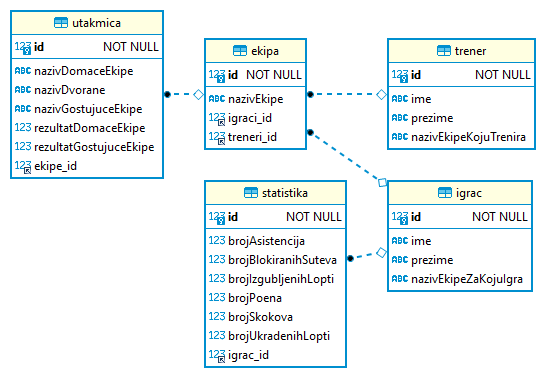 utakmica
123 id NOT NULL
ABC nazivDomaceEkipe
ABC nazivDvorane
ABC nazivGostujuceEkipe
123 rezultatDomaceEkipe
123 rezultatGostujuceEkipe
123 ekipe_id
ekipa
123 id NOT NULL
ABC nazivEkipe
123 igraci_id
123 treneri_id
trener
123 id NOT NULL
ABC ime
ABC prezime
ABC nazivEkipeKojuTrenira
statistika
123 id NOT NULL
123 brojAsistencija
123 brojBlokiranihSuteva
123 brojIzgubljenihLopti
123 brojPoena
123 brojSkokova
123 brojUkradenihLopti
123 igrac_id
igrac
123 id NOT NULL
ABC ime
ABC prezime
ABC nazivEkipeZaKojuIgra